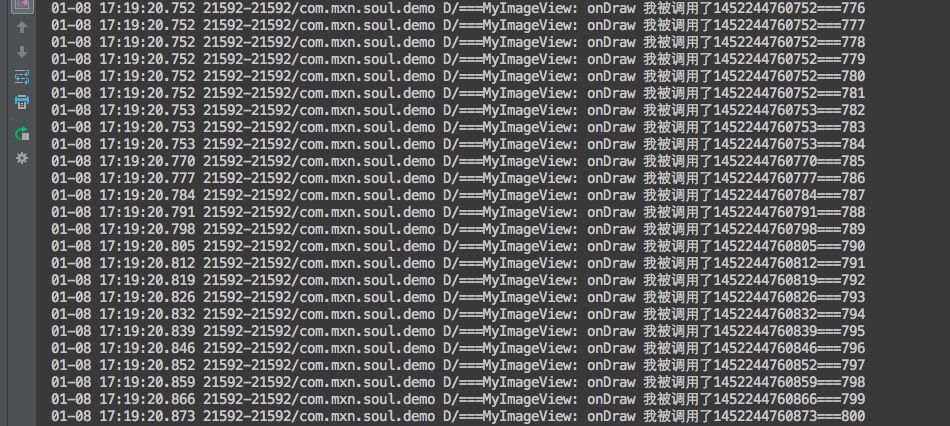 01-08 17:19:20.752 21592-21592/com.mxn.soul.demo D/===MyImageView: onDraw 我被调用了1452244760752===776
01-08 17:19:20.752 21592-21592/com.mxn.soul.demo D/===MyImageView: onDraw 我被调用了1452244760752===777
01-08 17:19:20.752 21592-21592/com.mxn.soul.demo D/===MyImageView: onDraw 我被调用了1452244760752===778
01-08 17:19:20.752 21592-21592/com.mxn.soul.demo D/===MyImageView: onDraw 我被调用了1452244760752===779
01-08 17:19:20.752 21592-21592/com.mxn.soul.demo D/===MyImageView: onDraw 我被调用了1452244760752===780
01-08 17:19:20.752 21592-21592/com.mxn.soul.demo D/===MyImageView: onDraw 我被调用了1452244760752===781
01-08 17:19:20.753 21592-21592/com.mxn.soul.demo D/===MyImageView: onDraw 我被调用了1452244760753===782
01-08 17:19:20.753 21592-21592/com.mxn.soul.demo D/===MyImageView: onDraw 我被调用了1452244760753===783
01-08 17:19:20.753 21592-21592/com.mxn.soul.demo D/===MyImageView: onDraw 我被调用了1452244760753===784
01-08 17:19:20.770 21592-21592/com.mxn.soul.demo D/===MyImageView: onDraw 我被调用了1452244760770===785
01-08 17:19:20.777 21592-21592/com.mxn.soul.demo D/===MyImageView: onDraw 我被调用了1452244760777===786
01-08 17:19:20.784 21592-21592/com.mxn.soul.demo D/===MyImageView: onDraw 我被调用了1452244760784===787
01-08 17:19:20.791 21592-21592/com.mxn.soul.demo D/===MyImageView: onDraw 我被调用了1452244760791===788
01-08 17:19:20.798 21592-21592/com.mxn.soul.demo D/===MyImageView: onDraw 我被调用了1452244760798===789
01-08 17:19:20.805 21592-21592/com.mxn.soul.demo D/===MyImageView: onDraw 我被调用了1452244760805===790
01-08 17:19:20.812 21592-21592/com.mxn.soul.demo D/===MyImageView: onDraw 我被调用了1452244760812===791
01-08 17:19:20.819 21592-21592/com.mxn.soul.demo D/===MyImageView: onDraw 我被调用了1452244760819===792
01-08 17:19:20.826 21592-21592/com.mxn.soul.demo D/===MyImageView: onDraw 我被调用了1452244760826===793
01-08 17:19:20.832 21592-21592/com.mxn.soul.demo D/===MyImageView: onDraw 我被调用了1452244760832===794
01-08 17:19:20.839 21592-21592/com.mxn.soul.demo D/===MyImageView: onDraw 我被调用了1452244760839===795
01-08 17:19:20.846 21592-21592/com.mxn.soul.demo D/===MyImageView: onDraw 我被调用了1452244760846===796
01-08 17:19:20.852 21592-21592/com.mxn.soul.demo D/===MyImageView: onDraw 我被调用了1452244760852===797
01-08 17:19:20.859 21592-21592/com.mxn.soul.demo D/===MyImageView: onDraw 我被调用了1452244760859===798
01-08 17:19:20.866 21592-21592/com.mxn.soul.demo D/===MyImageView: onDraw 我被调用了1452244760866===799
01-08 17:19:20.873 21592-21592/com.mxn.soul.demo D/===MyImageView: onDraw 我被调用了1452244760873===800